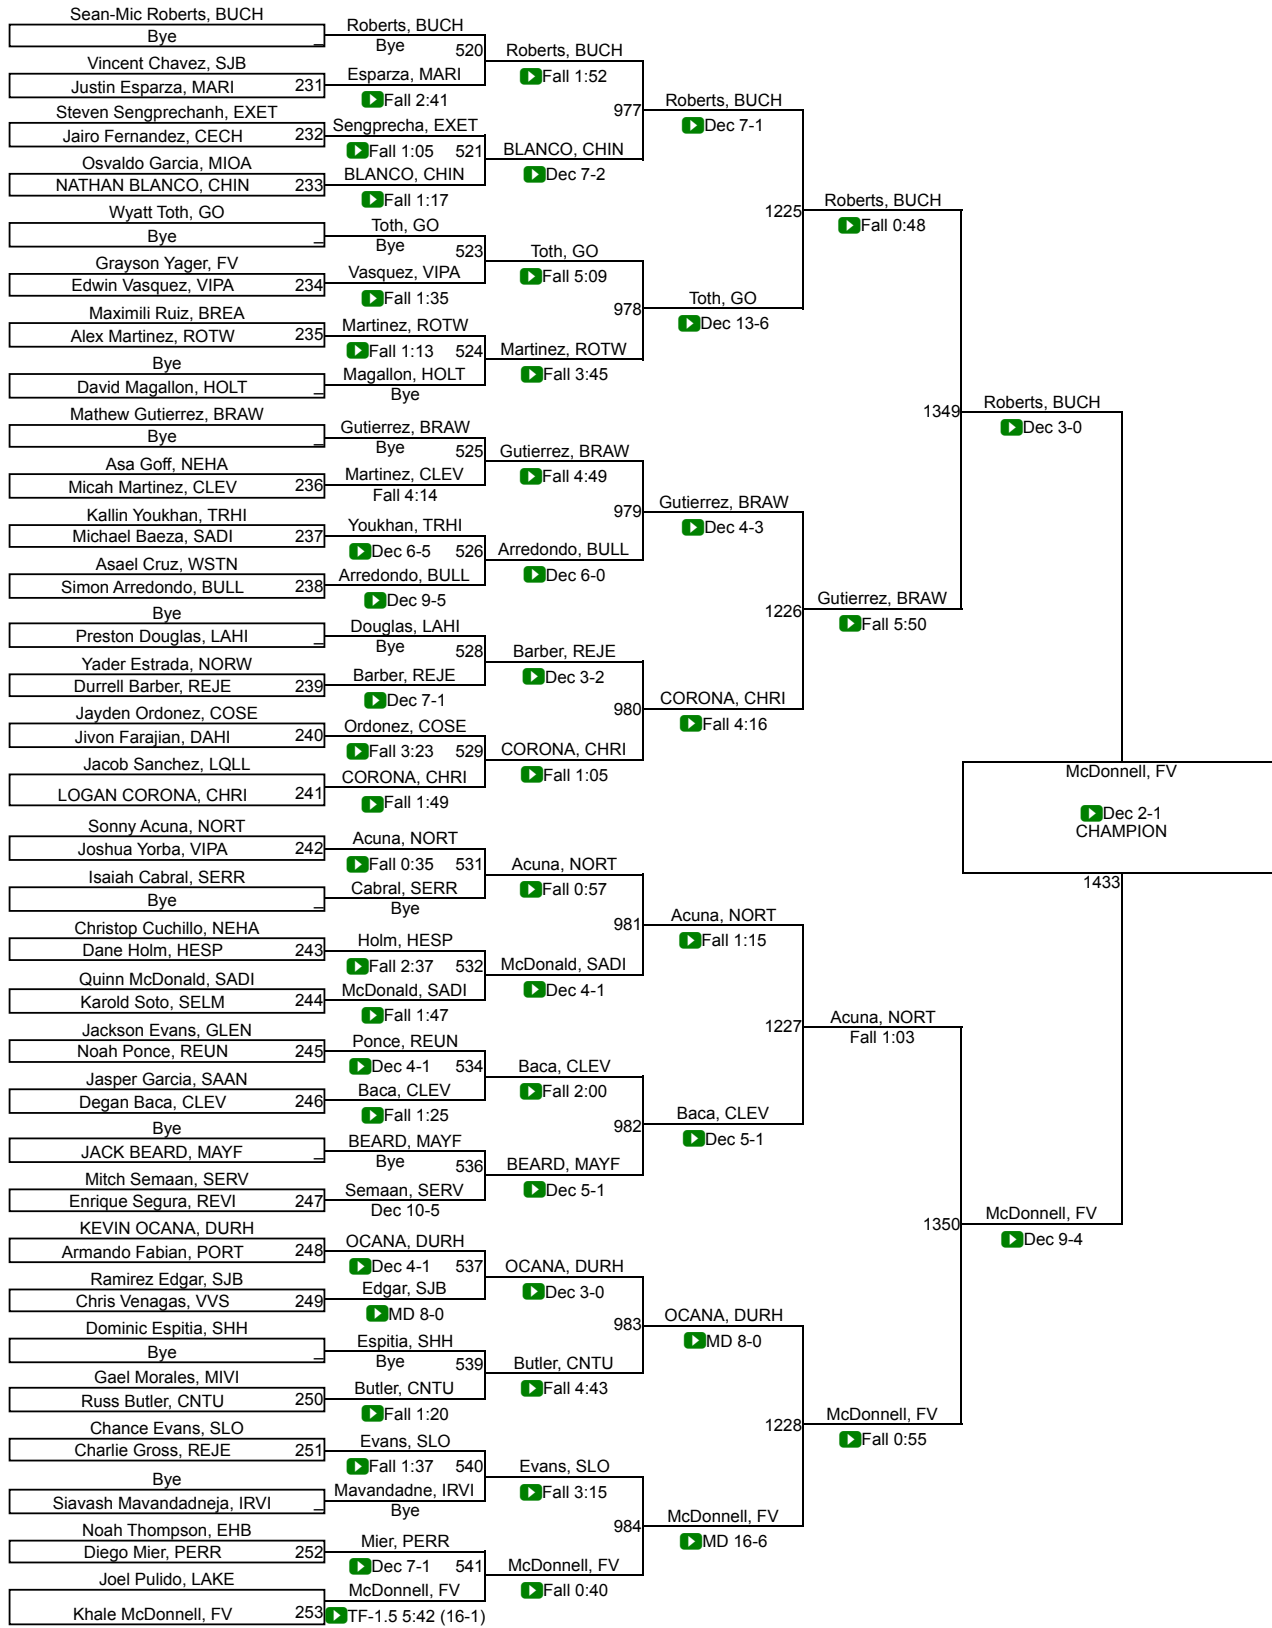 Sean-Mic Roberts, BUCH
Bye _
Vincent Chavez, SJB
Justin Esparza, MARI 231
Steven Sengprechanh, EXET
Jairo Fernandez, CECH 232
Osvaldo Garcia, MIOA
NATHAN BLANCO, CHIN 233
Wyatt Toth, GO
Bye _
Grayson Yager, FV
Edwin Vasquez, VIPA 234
Maximili Ruiz, BREA
Alex Martinez, ROTW 235
Bye
David Magallon, HOLT _
Mathew Gutierrez, BRAW
Bye _
Asa Goff, NEHA
Micah Martinez, CLEV 236
Kallin Youkhan, TRHI
Michael Baeza, SADI 237
Asael Cruz, WSTN
Simon Arredondo, BULL 238
Bye
Preston Douglas, LAHI _
Yader Estrada, NORW
Durrell Barber, REJE 239
Jayden Ordonez, COSE
Jivon Farajian, DAHI 240
Jacob Sanchez, LQLL
LOGAN CORONA, CHRI 241
Sonny Acuna, NORT
Joshua Yorba, VIPA 242
Isaiah Cabral, SERR
Bye _
Christop Cuchillo, NEHA
Dane Holm, HESP 243
Quinn McDonald, SADI
Karold Soto, SELM 244
Jackson Evans, GLEN
Noah Ponce, REUN 245
Jasper Garcia, SAAN
Degan Baca, CLEV 246
Bye
JACK BEARD, MAYF _
Mitch Semaan, SERV
Enrique Segura, REVI 247
KEVIN OCANA, DURH
Armando Fabian, PORT 248
Ramirez Edgar, SJB
Chris Venagas, VVS 249
Dominic Espitia, SHH
Bye _
Gael Morales, MIVI
Russ Butler, CNTU 250
Chance Evans, SLO
Charlie Gross, REJE 251
Bye
Siavash Mavandadneja, IRVI _
Noah Thompson, EHB
Diego Mier, PERR 252
Joel Pulido, LAKE
Khale McDonnell, FV 253
Roberts, BUCH
Bye 520
Esparza, MARI
Fall 2:41
Sengprecha, EXET
Fall 1:05 521
BLANCO, CHIN
Fall 1:17
Toth, GO
Bye 523
Vasquez, VIPA
Fall 1:35
Martinez, ROTW
Fall 1:13 524
Magallon, HOLT
Bye
Gutierrez, BRAW
Bye 525
Martinez, CLEV
Fall 4:14
Youkhan, TRHI
Dec 6-5 526
Arredondo, BULL
Dec 9-5
Douglas, LAHI
Bye 528
Barber, REJE
Dec 7-1
Ordonez, COSE
Fall 3:23 529
CORONA, CHRI
Fall 1:49
Acuna, NORT
Fall 0:35 531
Cabral, SERR
Bye
Holm, HESP
Fall 2:37 532
McDonald, SADI
Fall 1:47
Ponce, REUN
Dec 4-1 534
Baca, CLEV
Fall 1:25
BEARD, MAYF
Bye 536
Semaan, SERV
Dec 10-5
OCANA, DURH
Dec 4-1 537
Edgar, SJB
MD 8-0
Espitia, SHH
Bye 539
Butler, CNTU
Fall 1:20
Evans, SLO
Fall 1:37 540
Mavandadne, IRVI
Bye
Mier, PERR
Dec 7-1 541
McDonnell, FV
TF-1.5 5:42 (16-1)
Roberts, BUCH
Fall 1:52
977
BLANCO, CHIN
Dec 7-2
Toth, GO
Fall 5:09
978
Martinez, ROTW
Fall 3:45
Gutierrez, BRAW
Fall 4:49
979
Arredondo, BULL
Dec 6-0
Barber, REJE
Dec 3-2
980
CORONA, CHRI
Fall 1:05
Acuna, NORT
Fall 0:57
981
McDonald, SADI
Dec 4-1
Baca, CLEV
Fall 2:00
982
BEARD, MAYF
Dec 5-1
OCANA, DURH
Dec 3-0
983
Butler, CNTU
Fall 4:43
Evans, SLO
Fall 3:15
984
McDonnell, FV
Fall 0:40
Roberts, BUCH
Dec 7-1
1225
Toth, GO
Dec 13-6
Gutierrez, BRAW
Dec 4-3
1226
CORONA, CHRI
Fall 4:16
Acuna, NORT
Fall 1:15
1227
Baca, CLEV
Dec 5-1
OCANA, DURH
MD 8-0
1228
McDonnell, FV
MD 16-6
Roberts, BUCH
Fall 0:48
1349
Gutierrez, BRAW
Fall 5:50
Acuna, NORT
Fall 1:03
1350
McDonnell, FV
Fall 0:55
Roberts, BUCH
Dec 3-0
McDonnell, FV
Dec 9-4
McDonnell, FV
Dec 2-1
CHAMPION
1433